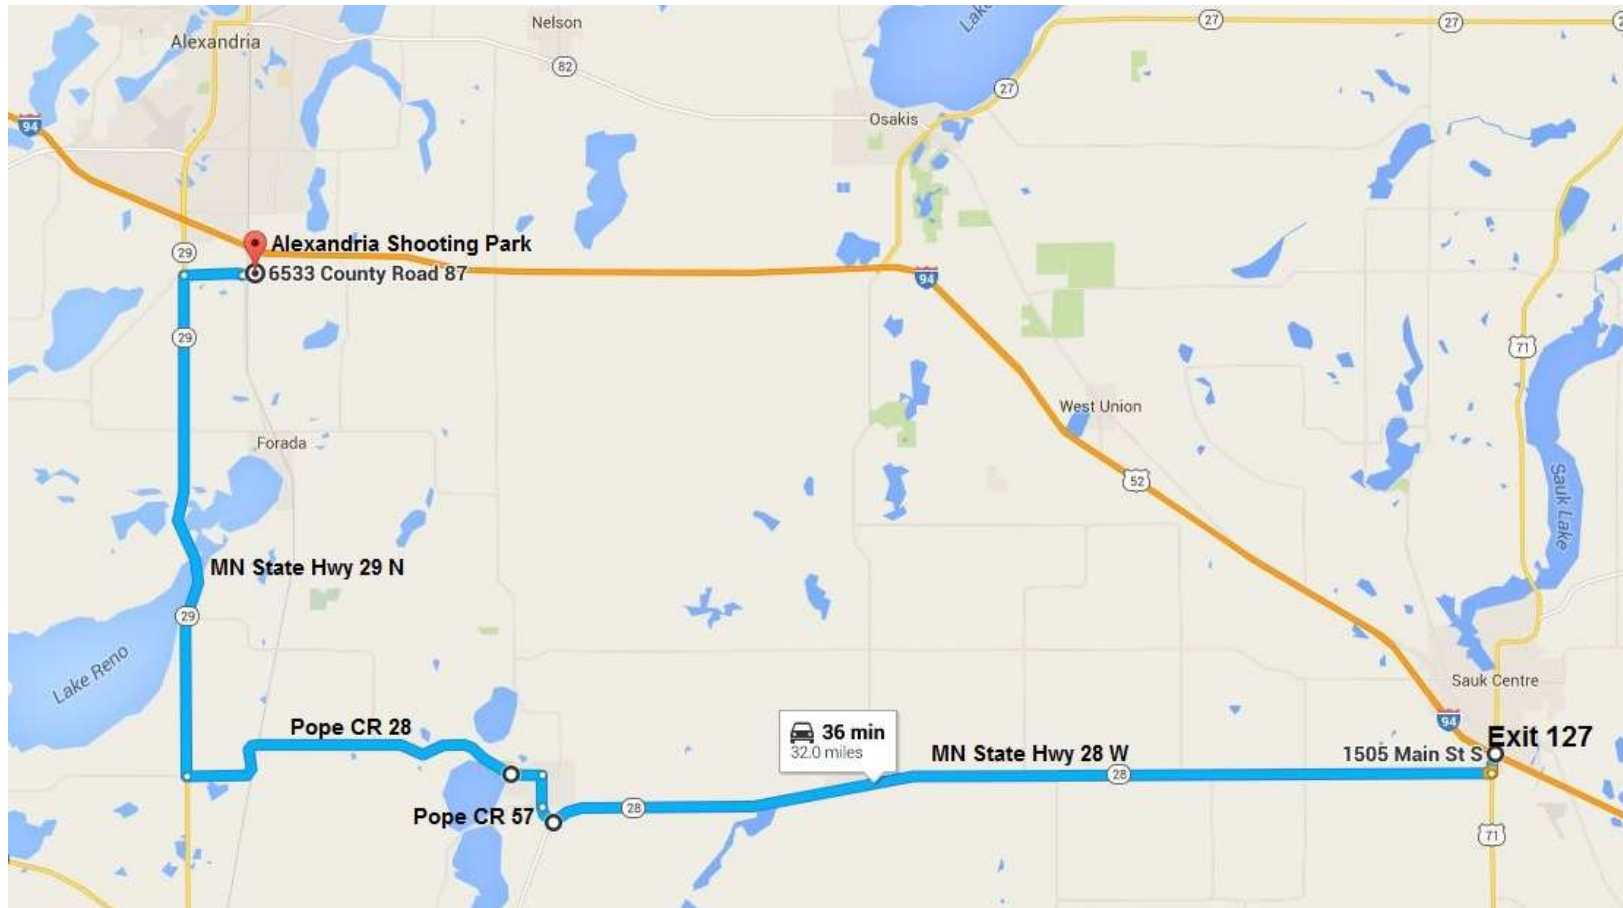 Nelson
Lake
27
27
Alexandria
82
27
94
Osakis
29
Alexandria Shooting Park
6533 County Road 87
94
29
71
West Union
Forada
52
Sauk Lake
MN State Hwy 29 N
29
Lake Reno
Sauk Centre
94
Pope CR 28
36 min
32.0 miles
MN State Hwy 28 W
Exit 127
1505 Main St S
28
Pope CR 57
28
71